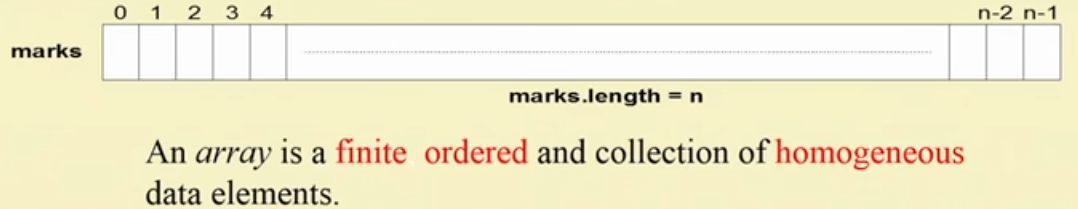 0 1 2 3 4 n-2 n-1
marks
marks.length = n
An array is a finite ordered and collection of homogeneous
data elements.